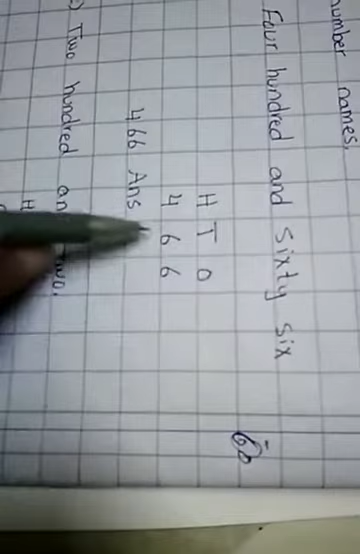 number names.
Four hundred and sixty six
H T O
4 6 6
466 Ans
Two hundred and two.
H